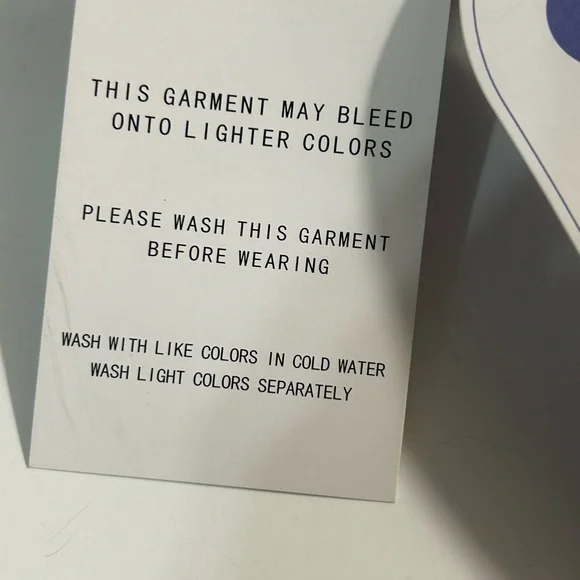 THIS GARMENT MAY BLEED
ONTO LIGHTER COLORS
PLEASE WASH THIS GARMENT
BEFORE WEARING
WASH WITH LIKE COLORS IN COLD WATER
WASH LIGHT COLORS SEPARATELY